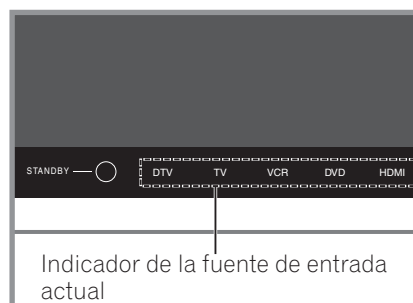 STANDBY DTV TV VCR DVD HDMI
Indicador de la fuente de entrada
actual